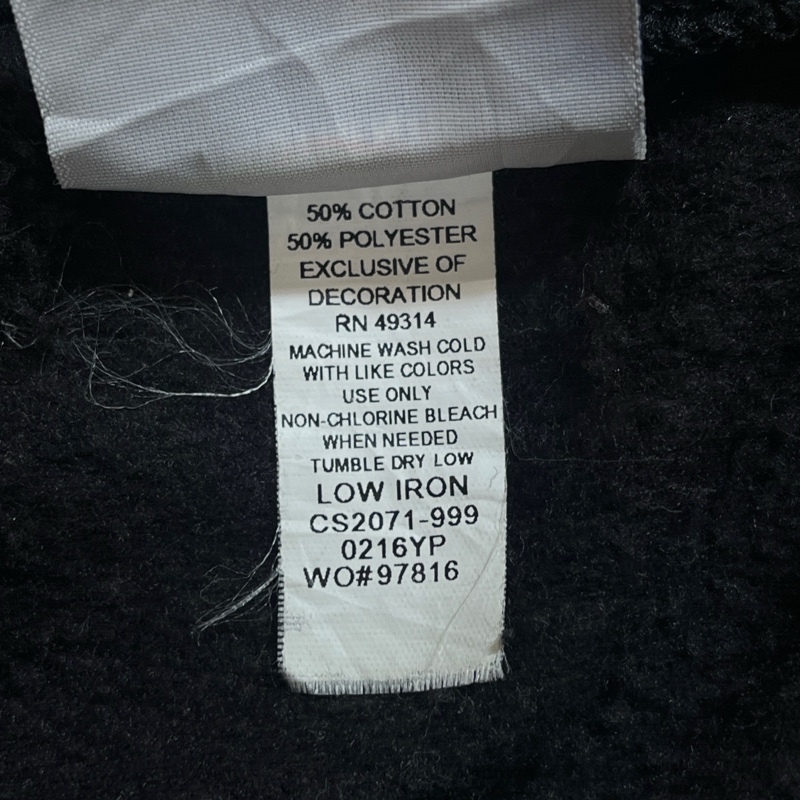 50% COTTON
50% POLYESTER
EXCLUSIVE OF
DECORATION
RN 49314
MACHINE WASH COLD
WITH LIKE COLORS
USE ONLY
NON-CHLORINE BLEACH
WHEN NEEDED
TUMBLE DRY LOW
LOW IRON
CS2071-999
0216YP
WO#97816